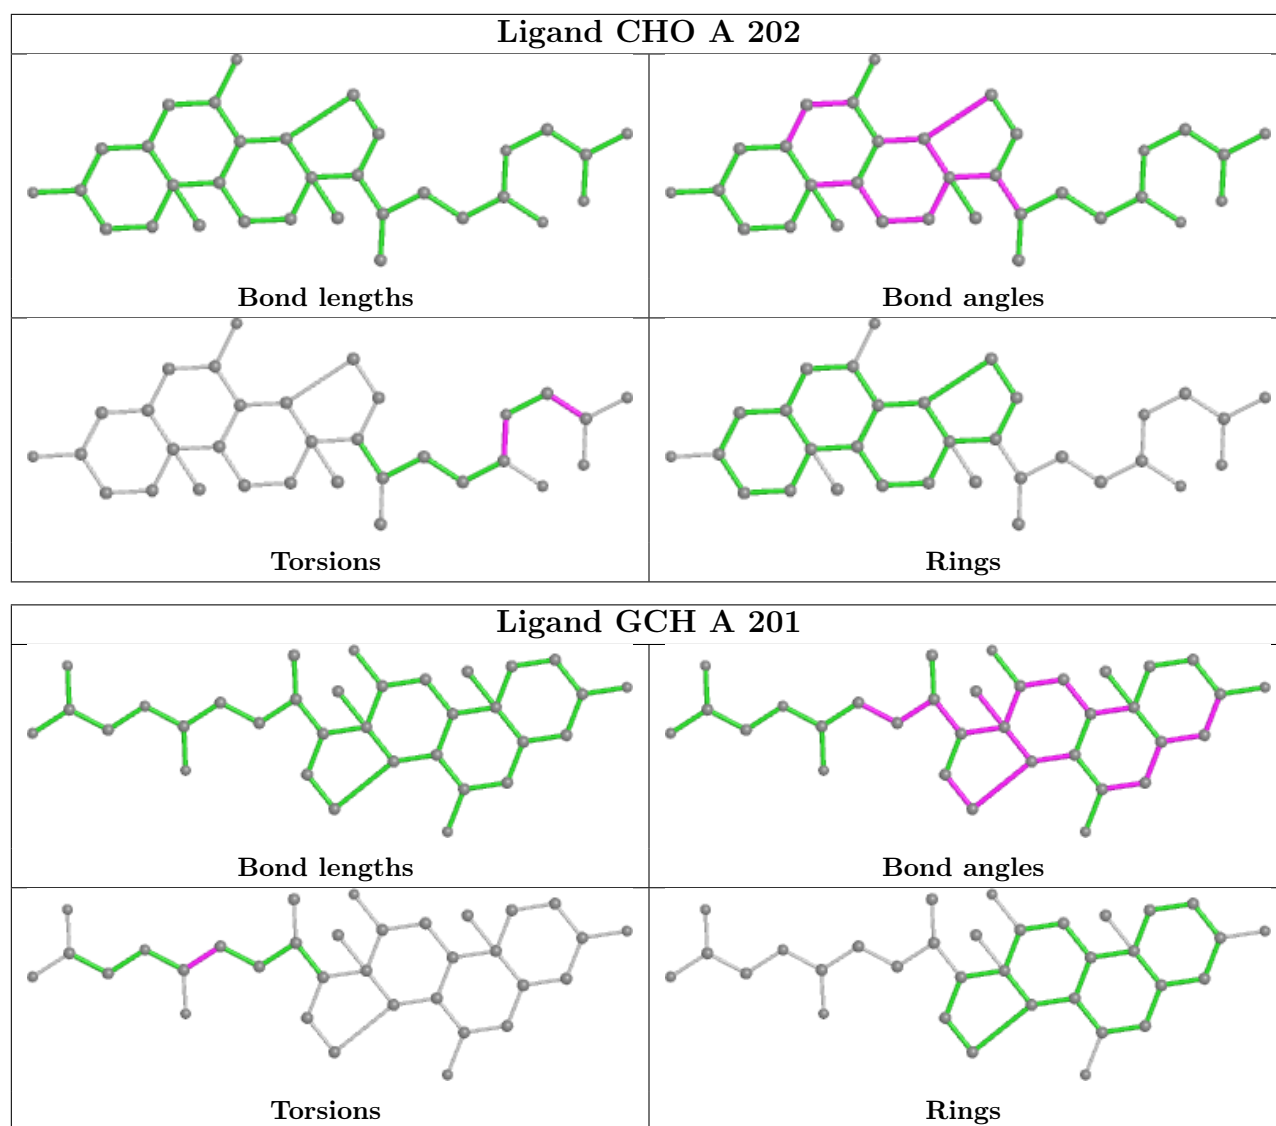 Ligand CHO A 202
Bond lengths
Bond angles
Torsions
Rings
Ligand GCH A 201
Bond lengths
Bond angles
Torsions
Rings